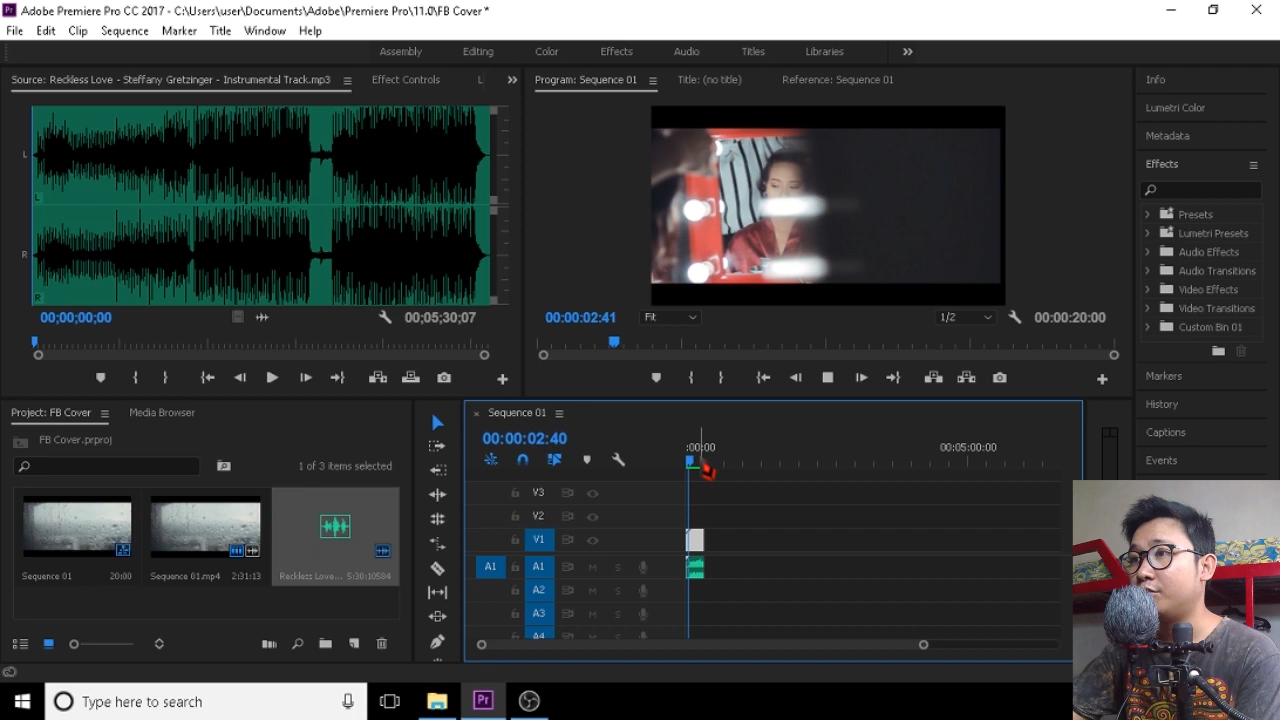 Adobe Premiere Pro CC 2017 - C:\Users\user\Documents\Adobe\Premiere Pro\11.0\FB Cover *
File Edit Clip Sequence Marker Title Window Help
Assembly Editing Color Effects Audio Titles Libraries
Source: Reckless Love - Steffany Gretzinger - Instrumental Track.mp3 Effect Controls L
Program: Sequence 01 Title: (no title) Reference: Sequence 01
Info
Lumetri Color
Metadata
Effects
Presets
Lumetri Presets
Audio Effects
Audio Transitions
Video Effects
Video Transitions
Custom Bin 01
Markers
History
Captions
Events
L
L
R
R
00;00;00;00 00;05;30;07
00:00:02:41 Fit 1/2 00:00:20:00
Project: FB Cover Media Browser
FB Cover.prproj
1 of 3 items selected
Sequence 01 20:00
Sequence 01.mp4 2:31:13
Reckless Love... 5:30:10584
Sequence 01
00:00:02:40
:00:00 00:05:00:00
V3
V2
V1
A1 A1 M S
A2 M S
A3 M S
A4
Pr Type here to search Pr